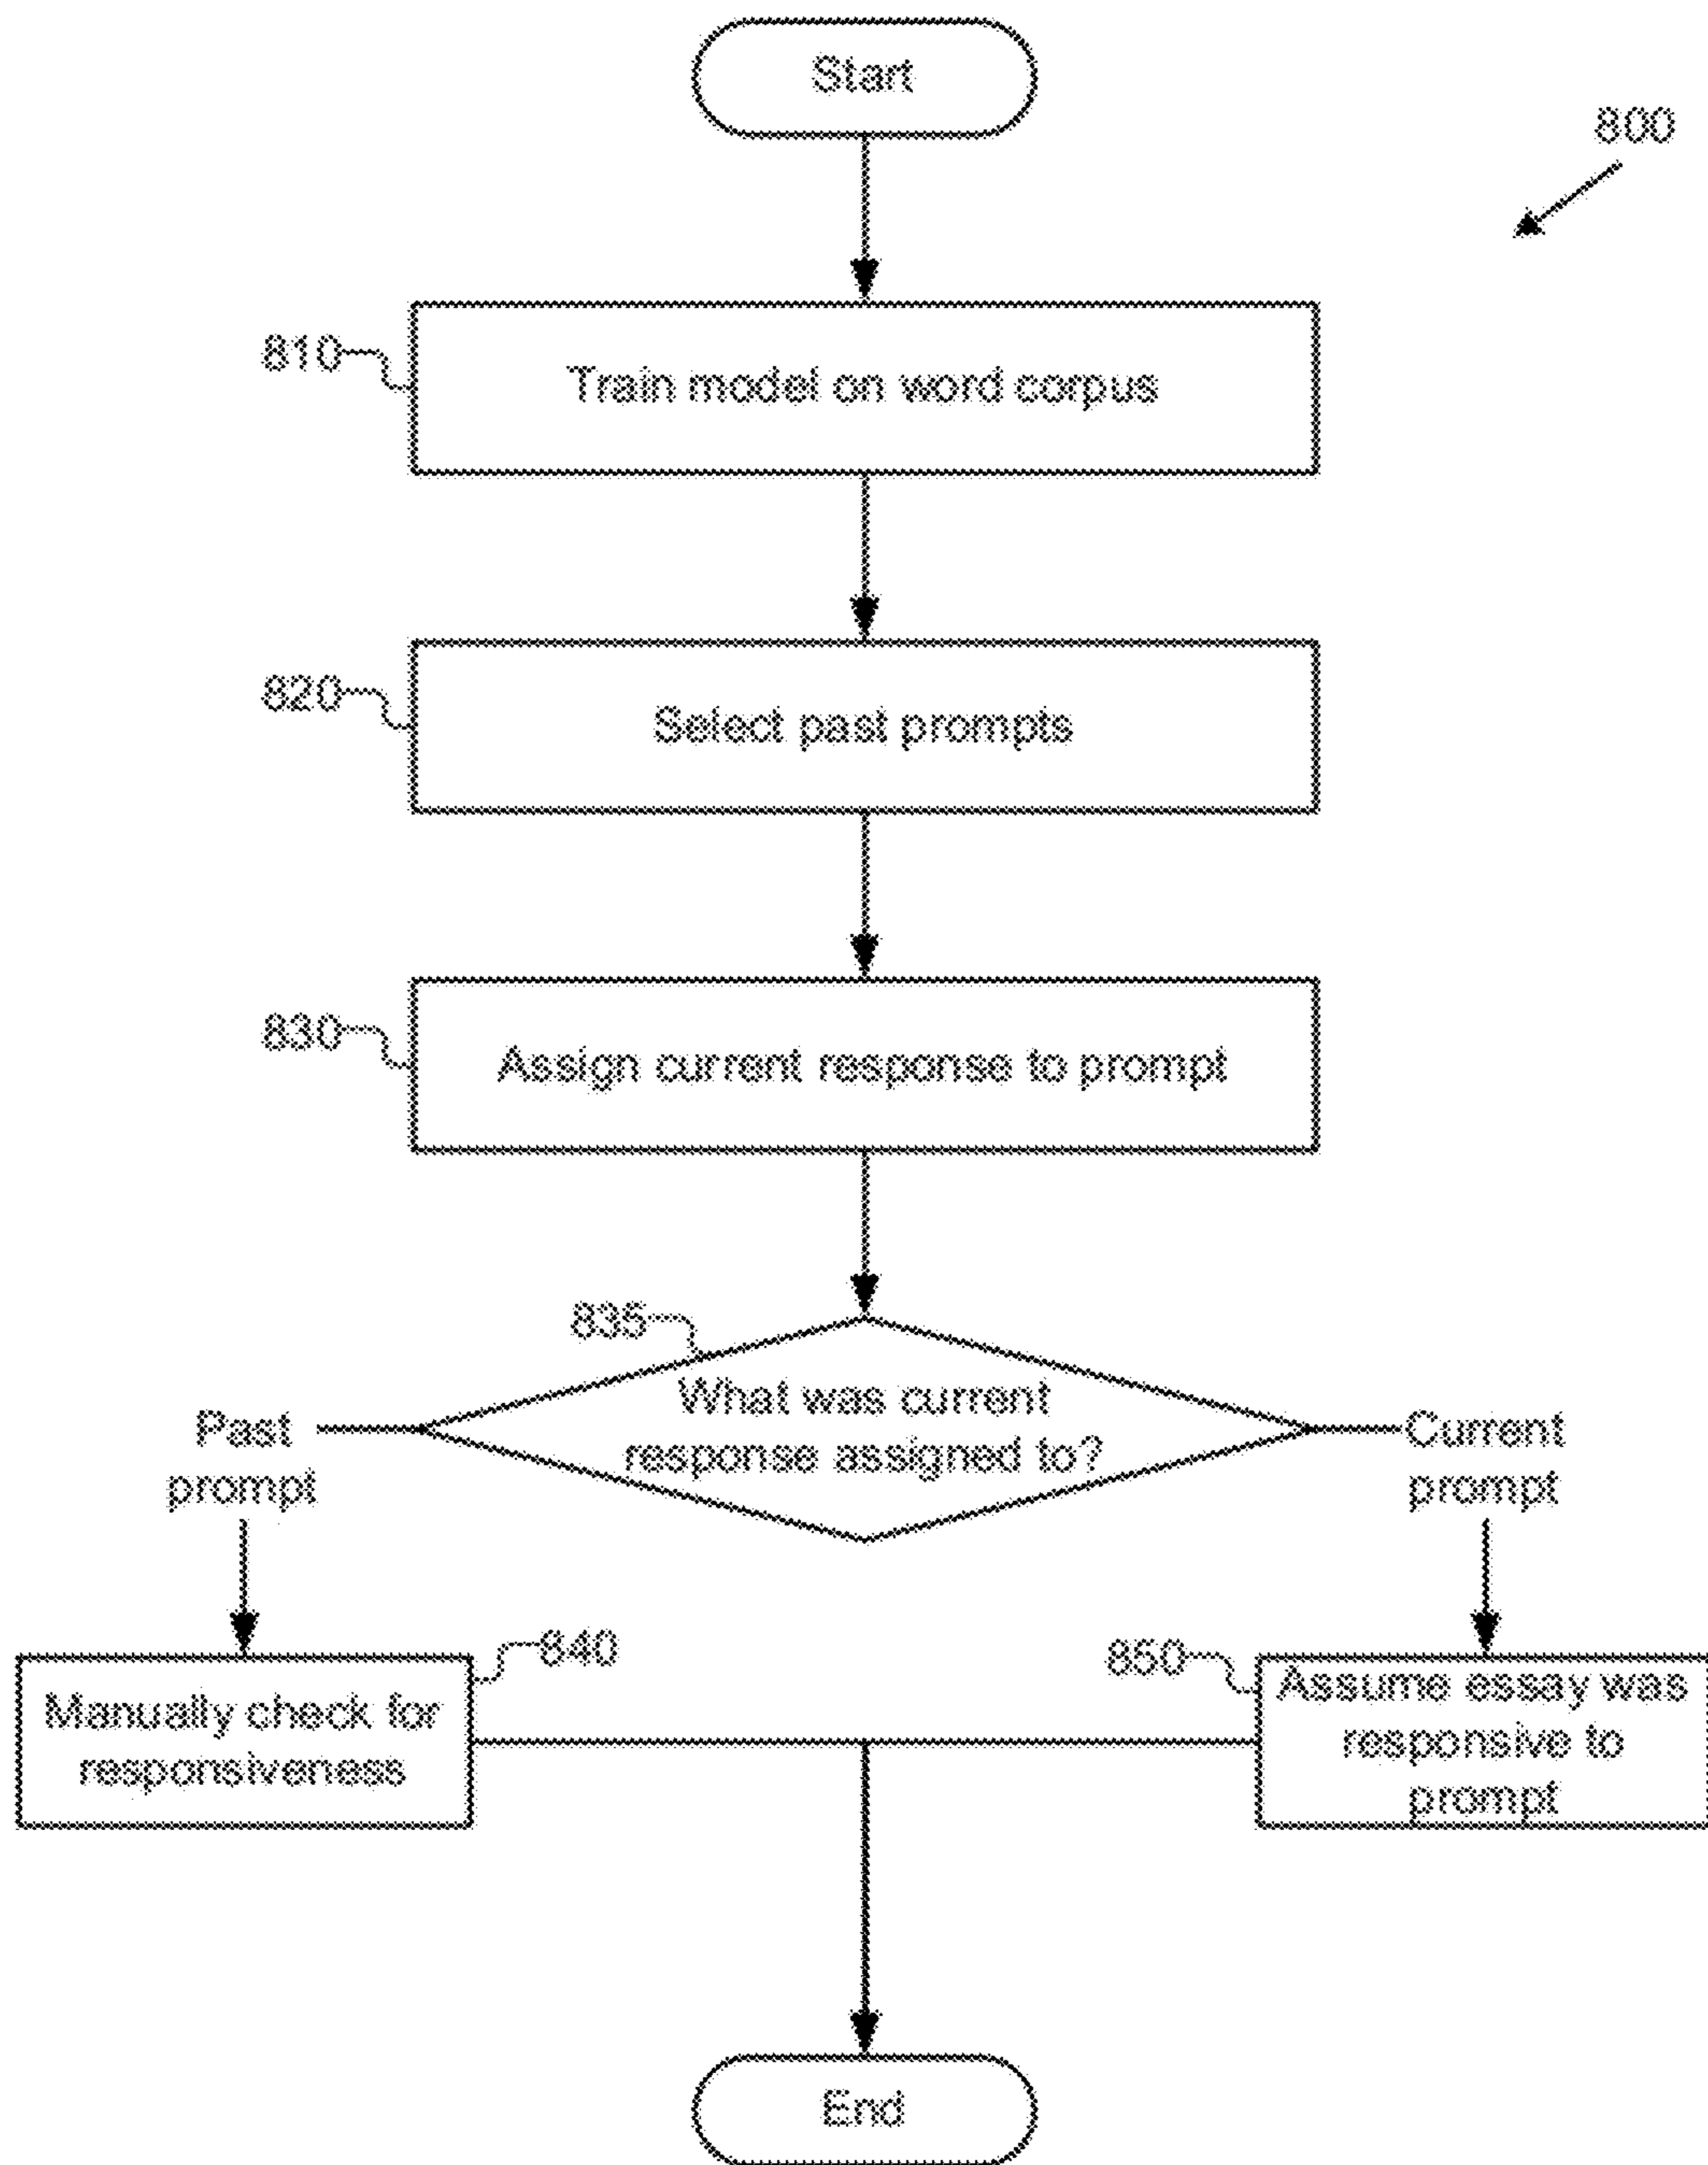 Start
800
810
Train model on word corpus
820
Select past prompts
830
Assign current response to prompt
835
What was current
response assigned to?
Past
prompt
Current
prompt
840
Manually check for
responsiveness
850
Assume essay was
responsive to
prompt
End